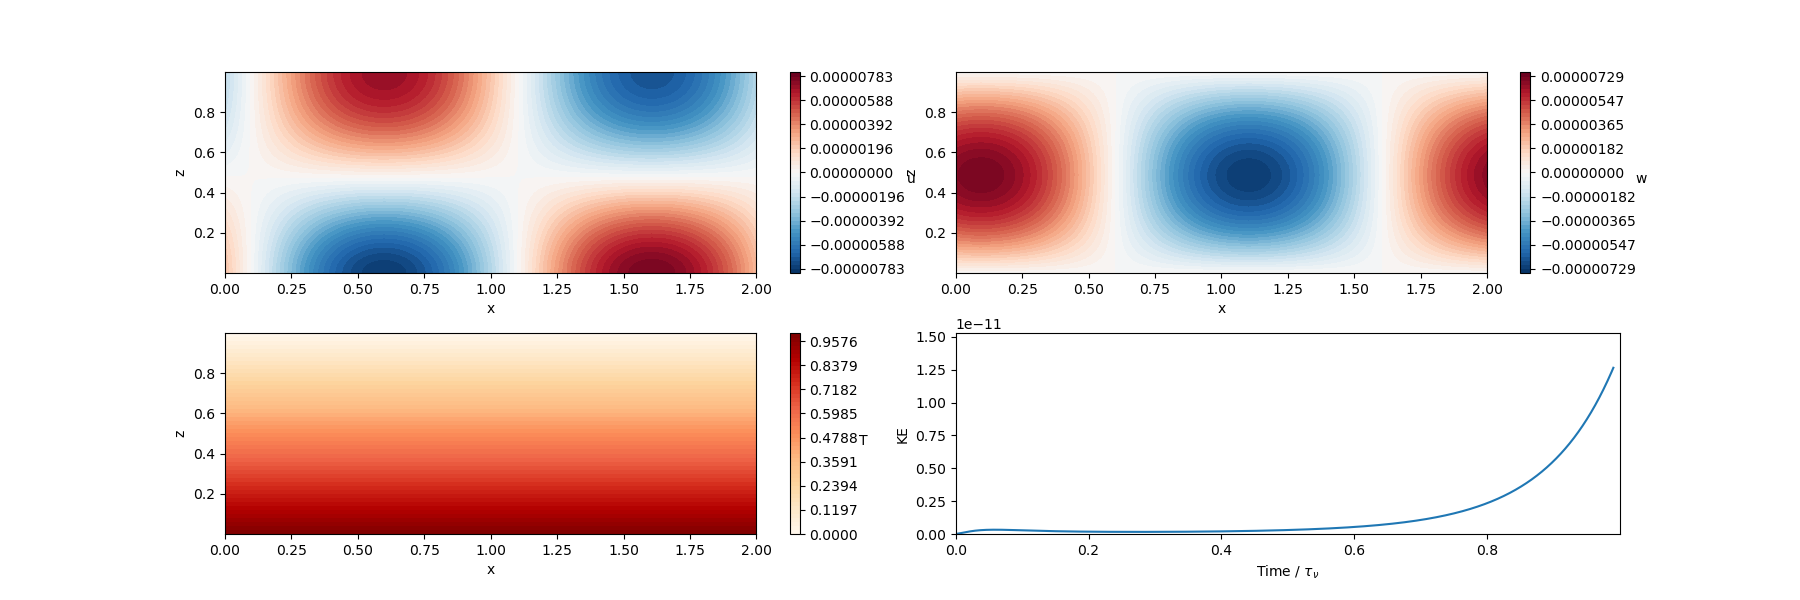 0.00000783
0.00000588
0.00000392
0.00000196
0.00000000
−0.00000196
−0.00000392
−0.00000588
−0.00000783
u
z
0.8
0.6
0.4
0.2
0.00 0.25 0.50 0.75 1.00 1.25 1.50 1.75 2.00
x
0.00000729
0.00000547
0.00000365
0.00000182
0.00000000
−0.00000182
−0.00000365
−0.00000547
−0.00000729
w
z
0.8
0.6
0.4
0.2
0.00 0.25 0.50 0.75 1.00 1.25 1.50 1.75 2.00
x
z
0.8
0.6
0.4
0.2
0.00 0.25 0.50 0.75 1.00 1.25 1.50 1.75 2.00
x
0.9576
0.8379
0.7182
0.5985
0.4788
0.3591
0.2394
0.1197
0.0000
T
1e−11
1.50
1.25
1.00
0.75
0.50
0.25
0.00
KE
0.0 0.2 0.4 0.6 0.8
Time / τν